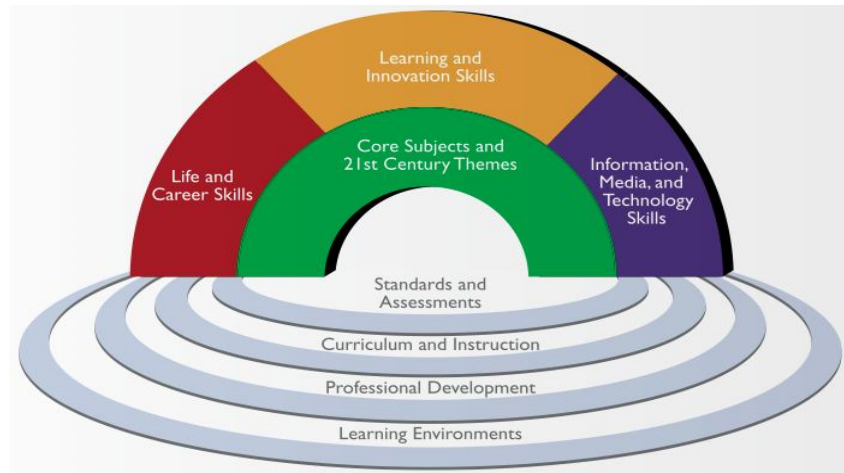 Learning and
Innovation Skills
Core Subjects and
21st Century Themes
Life and
Career Skills
Information,
Media, and
Technology
Skills
Standards and
Assessments
Curriculum and Instruction
Professional Development
Learning Environments